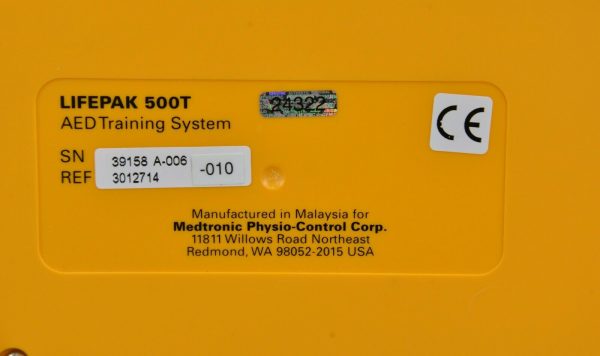 LIFEPAK 500T
AED Training System
24322
CE
SN 39158 A-006
REF 3012714 -010
Manufactured in Malaysia for
Medtronic Physio-Control Corp.
11811 Willows Road Northeast
Redmond, WA 98052-2015 USA